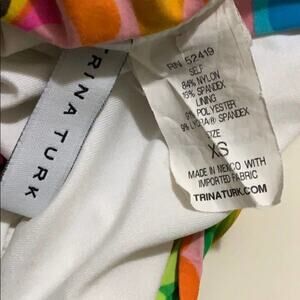 TRINA TURK
RN 52419
SELF
84% NYLON
16% SPANDEX
LINING
91% POLYESTER
9% LYCRA® SPANDEX
SIZE
XS
MADE IN MEXICO WITH
IMPORTED FABRIC
TRINATURK.COM